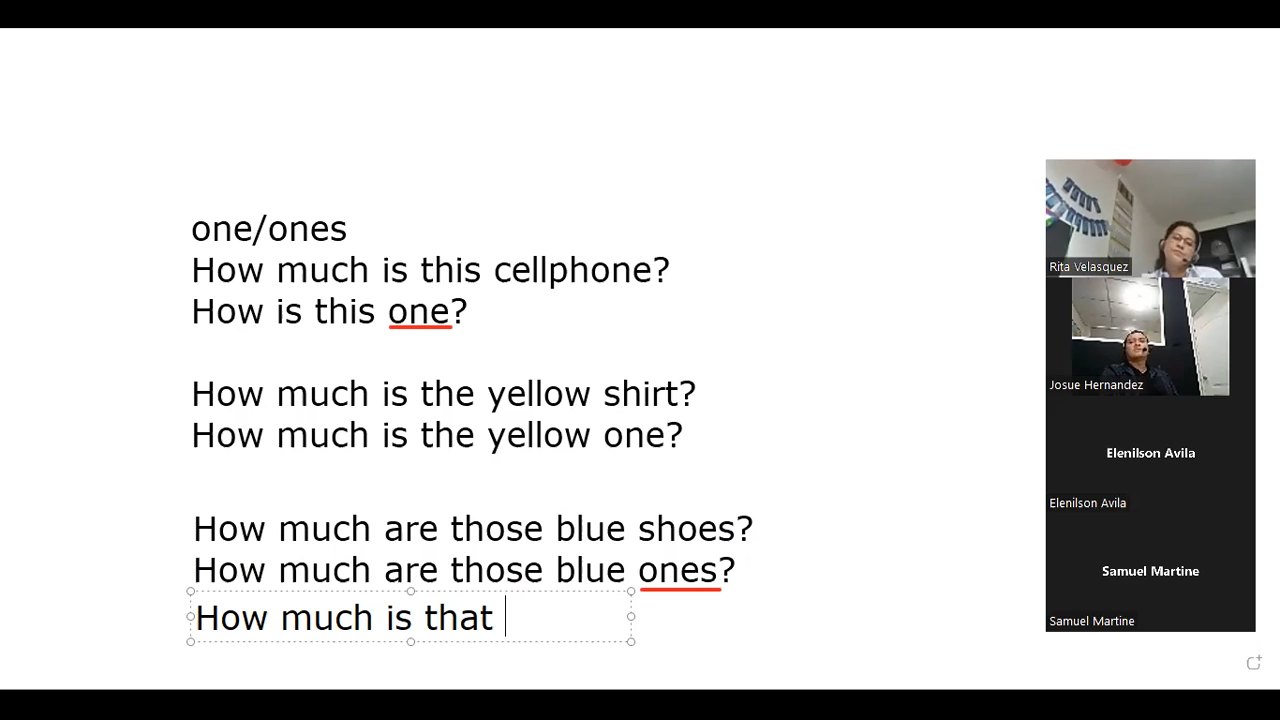 one/ones
How much is this cellphone?
How is this one?
How much is the yellow shirt?
How much is the yellow one?
How much are those blue shoes?
How much are those blue ones?
How much is that
Rita Velasquez
Josue Hernandez
Elenilson Avila
Elenilson Avila
Samuel Martine
Samuel Martine